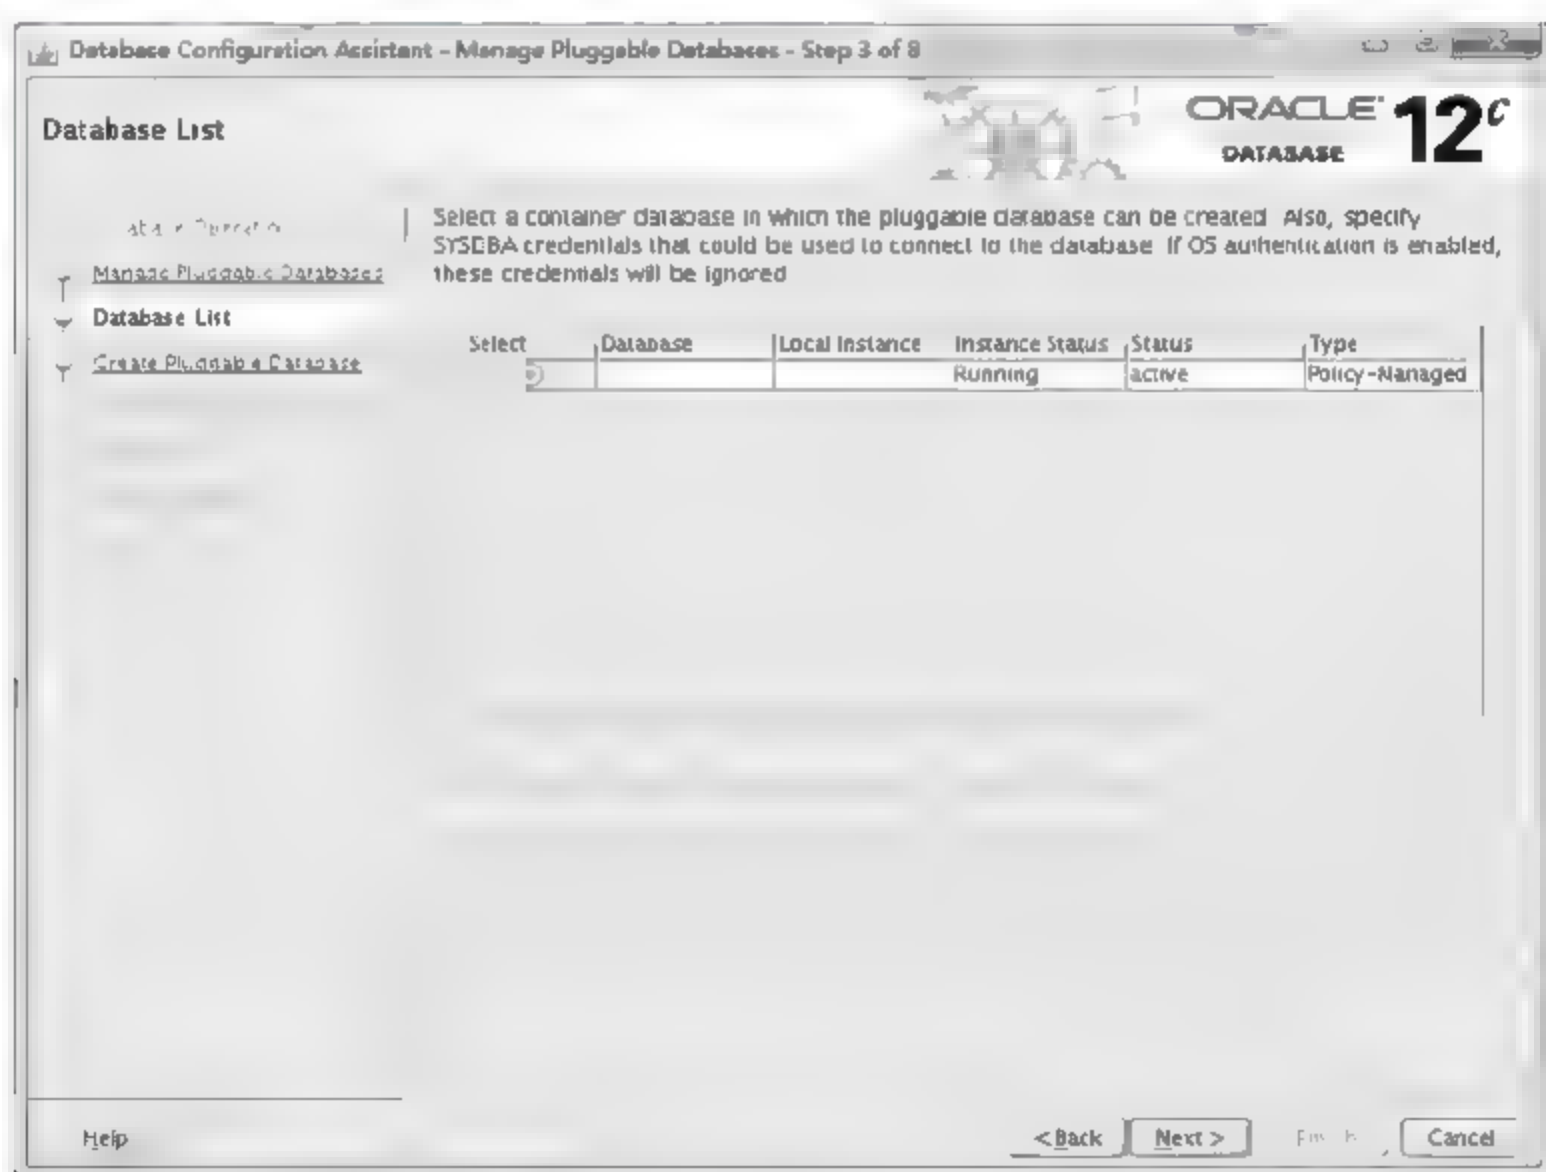 Database Configuration Assistant - Manage Pluggable Databases - Step 3 of 8
Database List
ORACLE 12c
DATABASE
Select a container database in which the pluggable database can be created Also, specify
SYSDBA credentials that could be used to connect to the database If OS authentication is enabled,
these credentials will be ignored
Manage Pluggable Databases
Database List
Create Pluggable Database
Select Database Local Instance Instance Status Status Type
Running active Policy-Managed
Help
< Back Next > Cancel